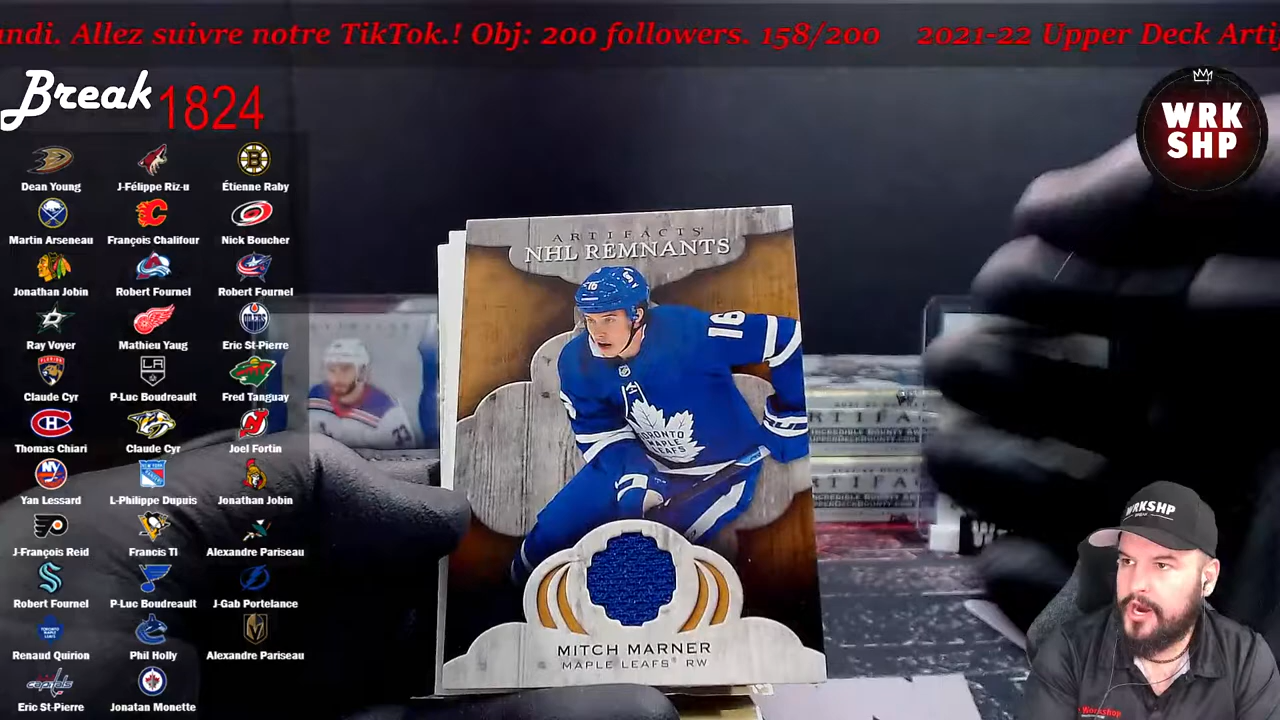 ndi. Allez suivre notre TikTok.! Obj: 200 followers. 158/200 2021-22 Upper Deck Arti
Break 1824
WRK
SHP
Dean Young J-Félippe Riz-u Étienne Raby
Martin Arseneau François Chalifour Nick Boucher
Jonathan Jobin Robert Fournel Robert Fournel
Ray Voyer Mathieu Yaug Eric St-Pierre
Claude Cyr P-Luc Boudreault Fred Tanguay
Thomas Chiari Claude Cyr Joel Fortin
Yan Lessard L-Philippe Dupuis Jonathan Jobin
J-François Reid Francis Ti Alexandre Pariseau
Robert Fournel P-Luc Boudreault J-Gab Portelance
Renaud Quirion Phil Holly Alexandre Pariseau
Eric St-Pierre Jonatan Monette
ARTIFACTS
NHL REMNANTS
16
16
TORONTO
MAPLE
LEAFS
MITCH MARNER
MAPLE LEAFS RW
WRKSHP
Workshop